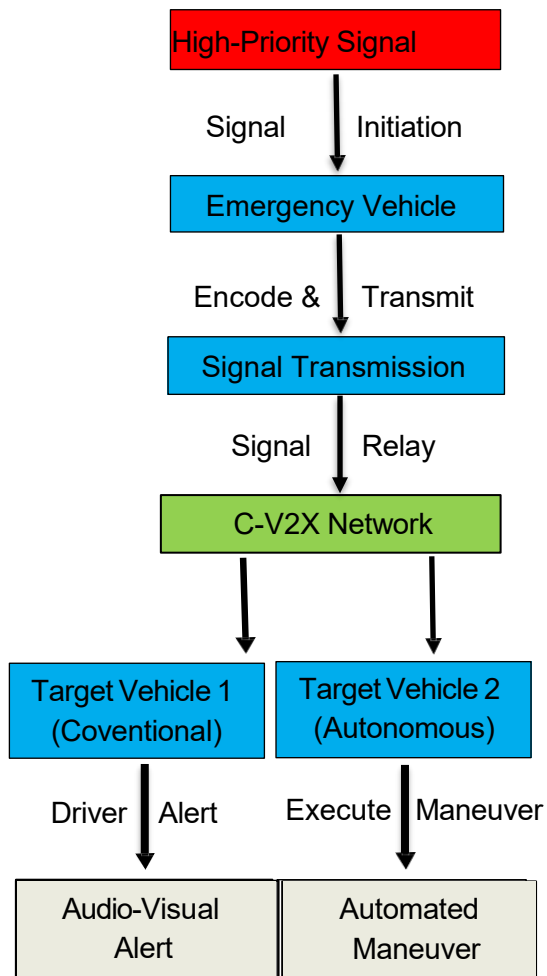 High-Priority Signal
Signal Initiation
Emergency Vehicle
Encode & Transmit
Signal Transmission
Signal Relay
C-V2X Network
Target Vehicle 1
(Coventional)
Target Vehicle 2
(Autonomous)
Driver Alert
Execute Maneuver
Audio-Visual
Alert
Automated
Maneuver